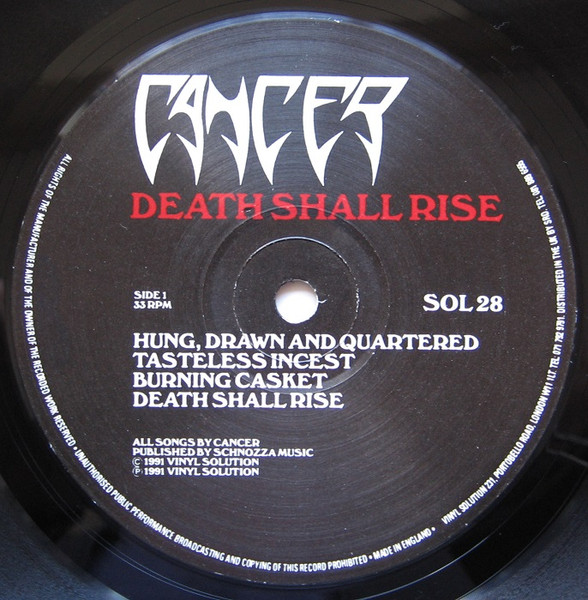 CANCER
DEATH SHALL RISE
SIDE 1
33 RPM
SOL 28
HUNG, DRAWN AND QUARTERED
TASTELESS INCEST
BURNING CASKET
DEATH SHALL RISE
ALL SONGS BY CANCER
PUBLISHED BY SCHNOZZA MUSIC
Ⓒ 1991 VINYL SOLUTION
Ⓟ 1991 VINYL SOLUTION
ALL RIGHTS OF THE MANUFACTURER AND OF THE OWNER OF THE RECORDED WORK RESERVED • UNAUTHORISED PUBLIC PERFORMANCE BROADCASTING AND COPYING OF THIS RECORD PROHIBITED • MADE IN ENGLAND • VINYL SOLUTION 231, PORTOBELLO ROAD, LONDON W11 1LT. TEL 071 792 9791. DISTRIBUTED IN THE UK BY SRD. TEL 081